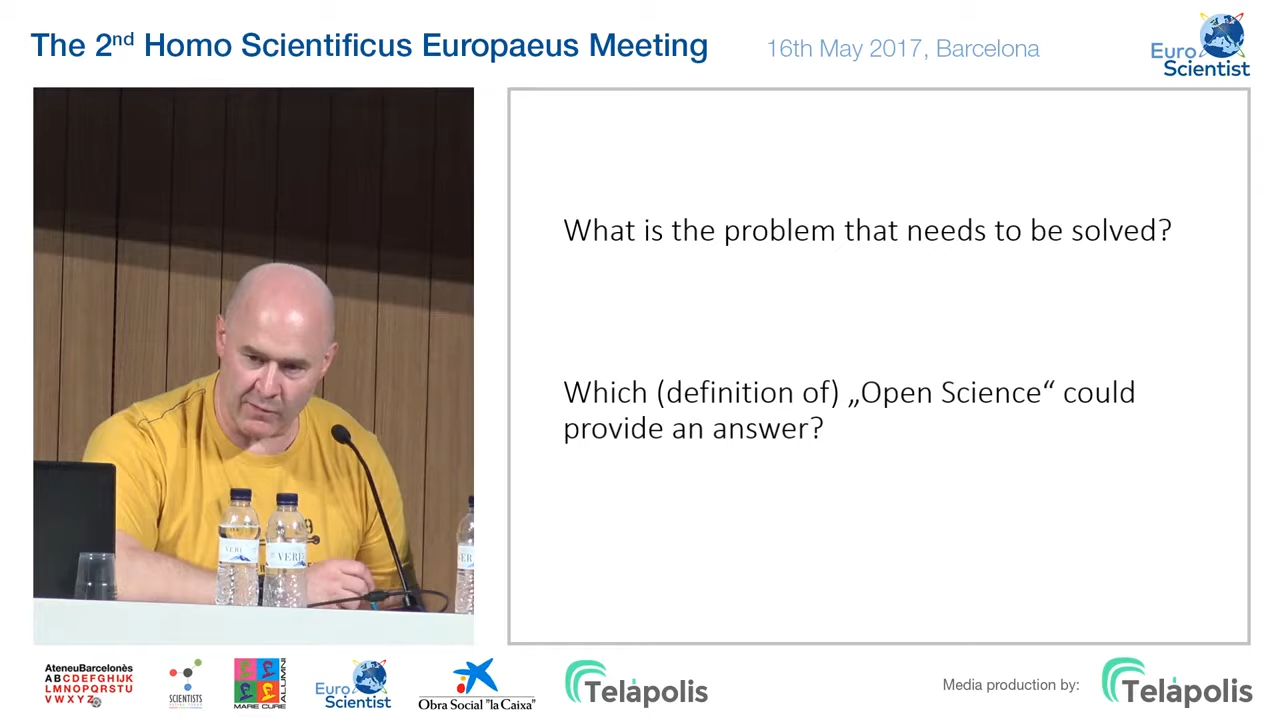 The 2nd Homo Scientificus Europaeus Meeting
16th May 2017, Barcelona
Euro
Scientist
What is the problem that needs to be solved?
Which (definition of) „Open Science“ could
provide an answer?
VERI
VERI
AteneuBarcelonès
ABCDEFGHIJK
LMNOPQRSTU
VWXYZ
SCIENTISTS
MARIE CURIE
ALUMNI
Euro
Scientist
Obra Social "la Caixa"
Telàpolis
Media production by:
Telàpolis